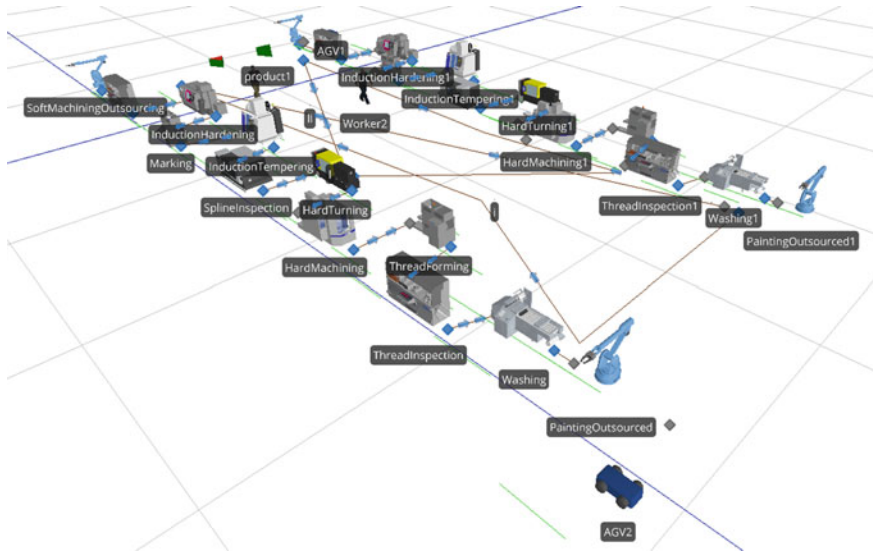 AGV1
product1
InductionHardening1
SoftMachiningOutsourcing
InductionTempering1
Worker2
HardTurning1
InductionHardening
Marking
InductionTempering
HardMachining1
SplineInspection
HardTurning
ThreadInspection1
Washing1
PaintingOutsourced1
HardMachining
ThreadForming
ThreadInspection
Washing
PaintingOutsourced
AGV2